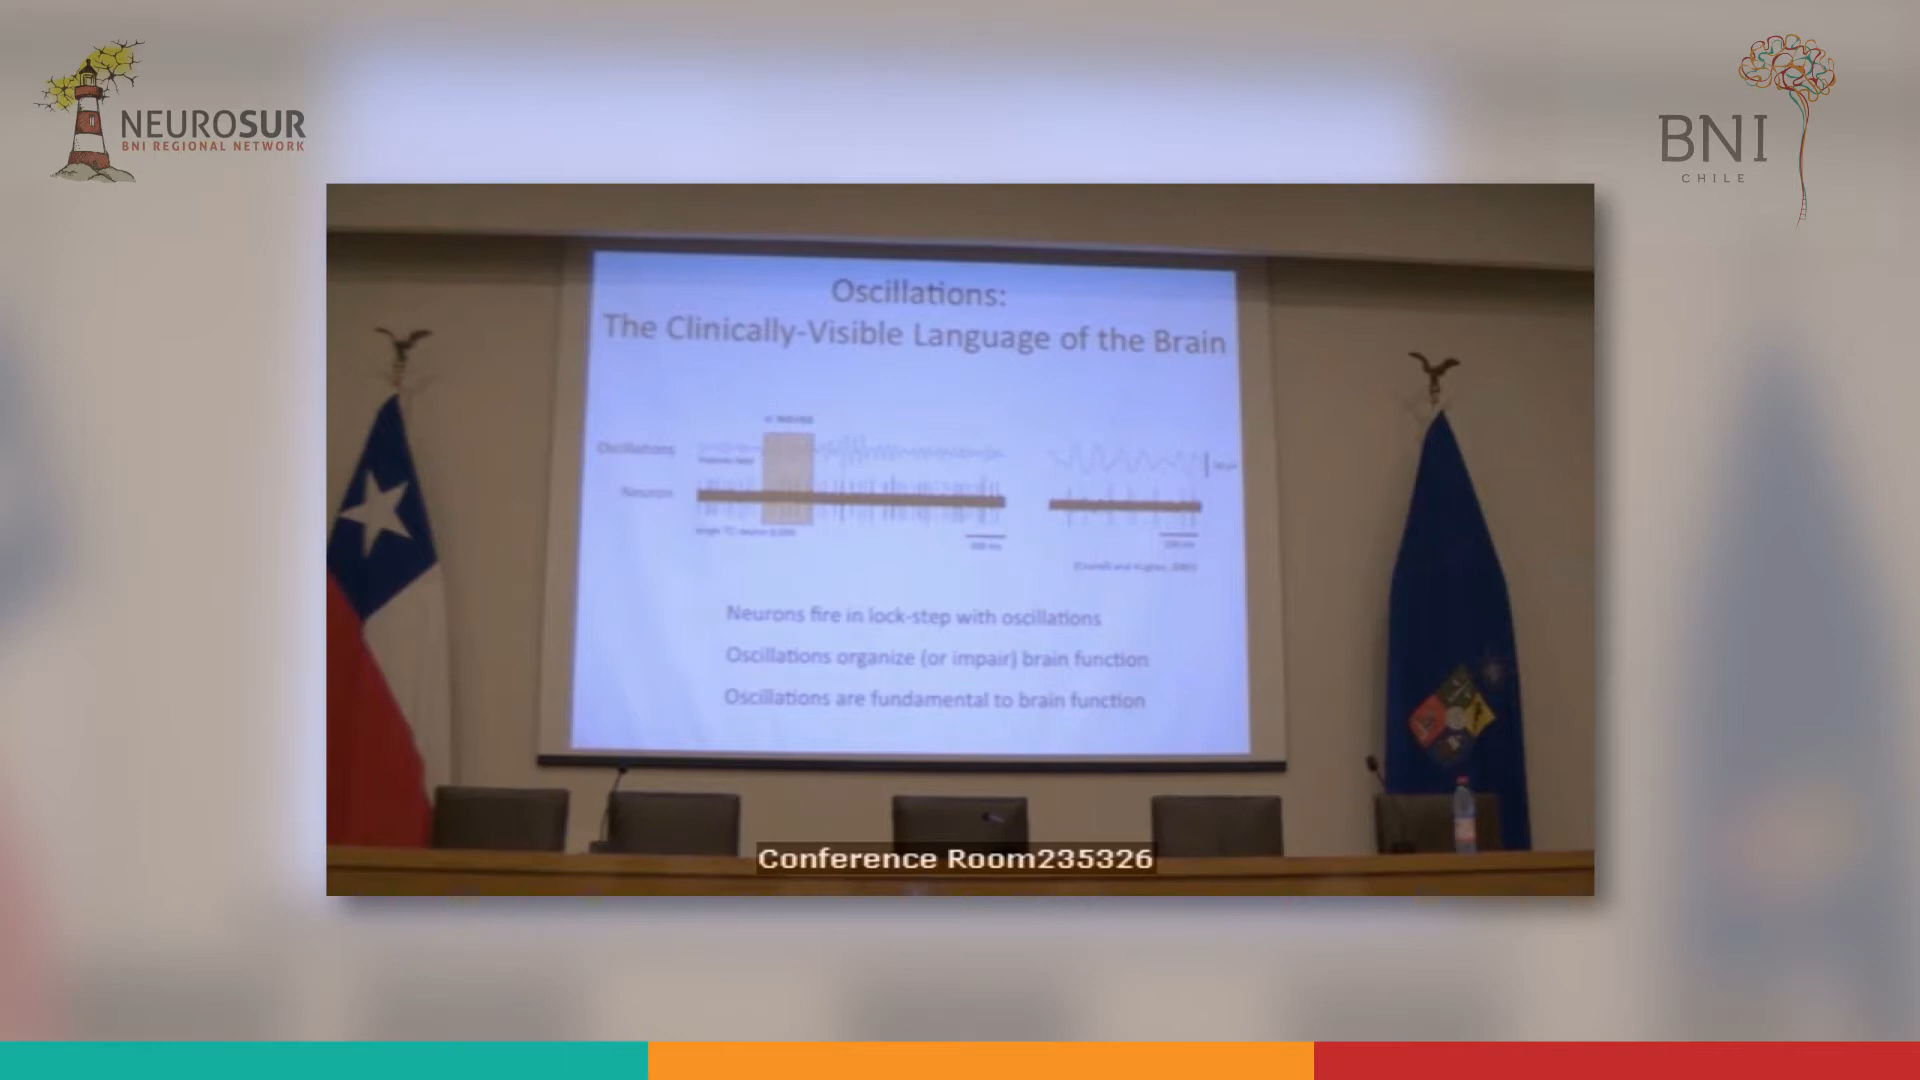 NEUROSUR
BNI REGIONAL NETWORK
BNI
CHILE
Oscillations:
The Clinically-Visible Language of the Brain
Oscillations
Neuron
Neurons fire in lock-step with oscillations
Oscillations organize (or impair) brain function
Oscillations are fundamental to brain function
Conference Room235326